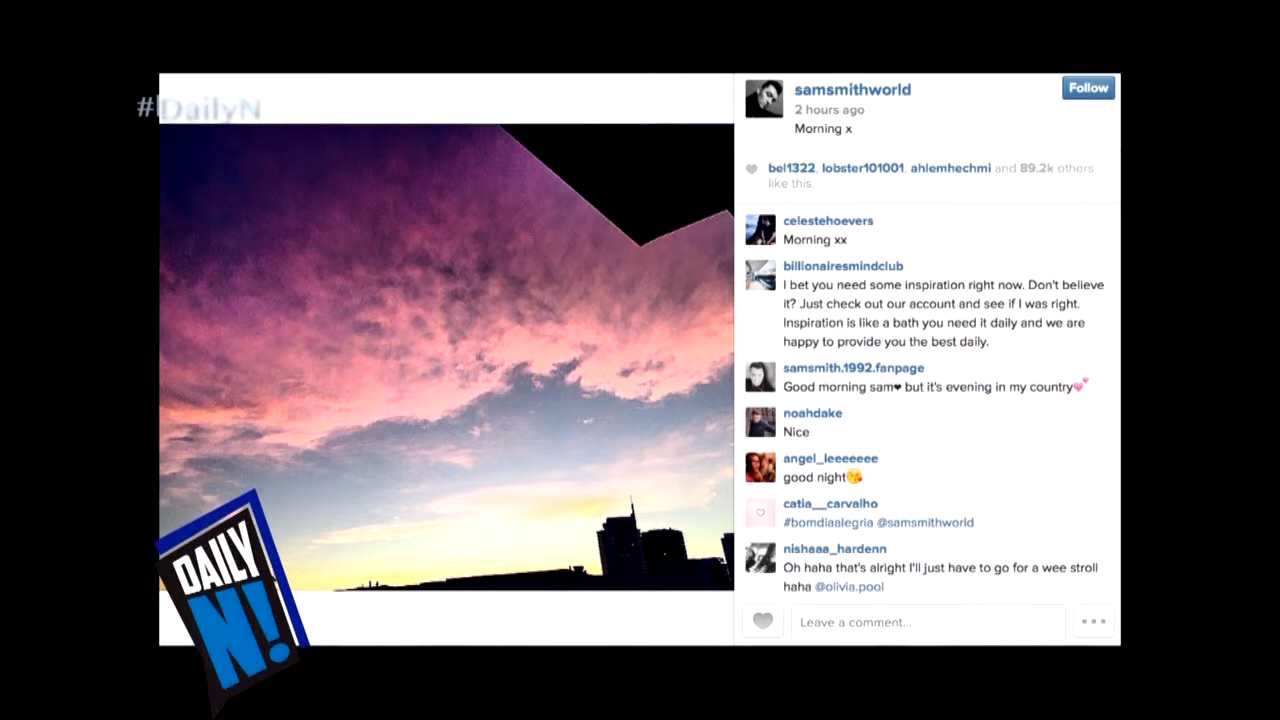 #DailyN
samsmithworld
Follow
2 hours ago
Morning x
bel1322, lobster101001, ahlemhechmi and 89.2k others
like this.
celestehoevers
Morning xx
billionairesmindclub
I bet you need some inspiration right now. Don't believe
it? Just check out our account and see if I was right.
Inspiration is like a bath you need it daily and we are
happy to provide you the best daily.
samsmith.1992.fanpage
Good morning sam❤ but it's evening in my country💕
noahdake
Nice
angel_leeeeeee
good night😘
catia__carvalho
#bomdiaalegria @samsmithworld
nishaaa_hardenn
Oh haha that's alright I'll just have to go for a wee stroll
haha @olivia.pool
Leave a comment...
DAILY
N!